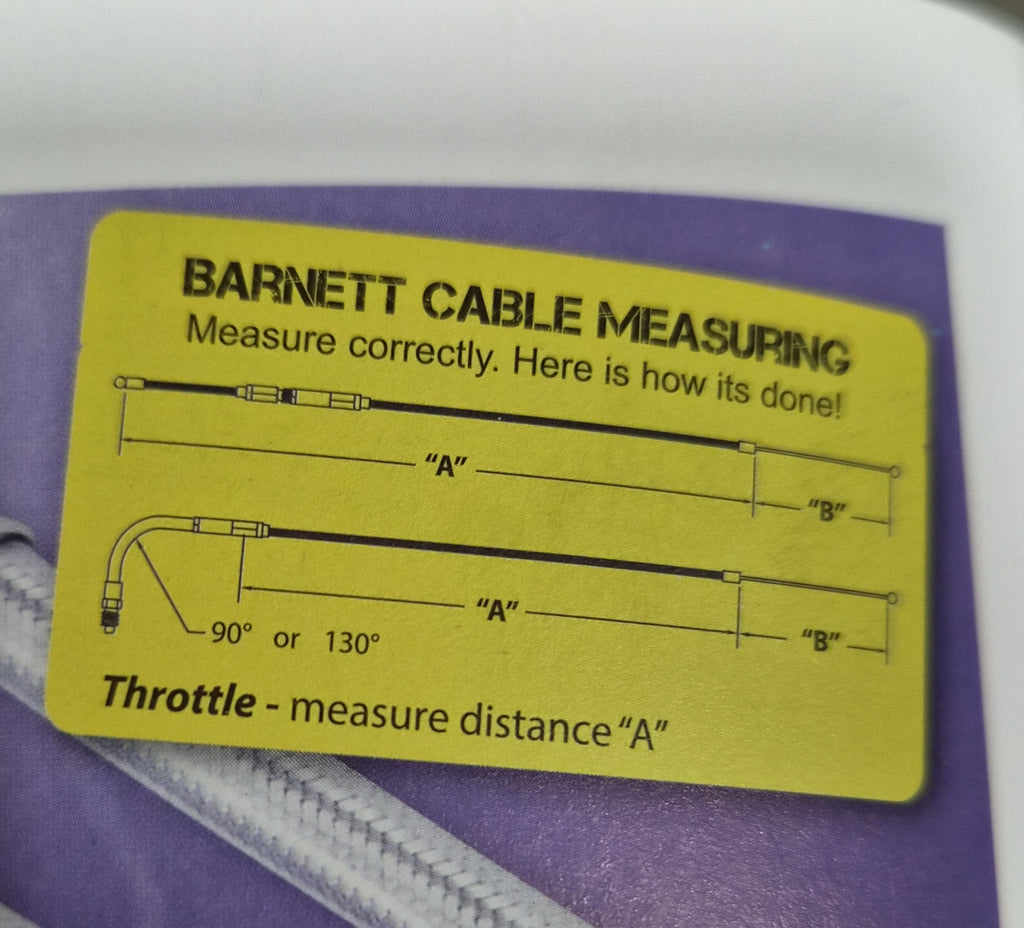 BARNETT CABLE MEASURING
Measure correctly. Here is how its done!
“A”
“B”
“A”
“B”
90° or 130°
Throttle - measure distance “A”